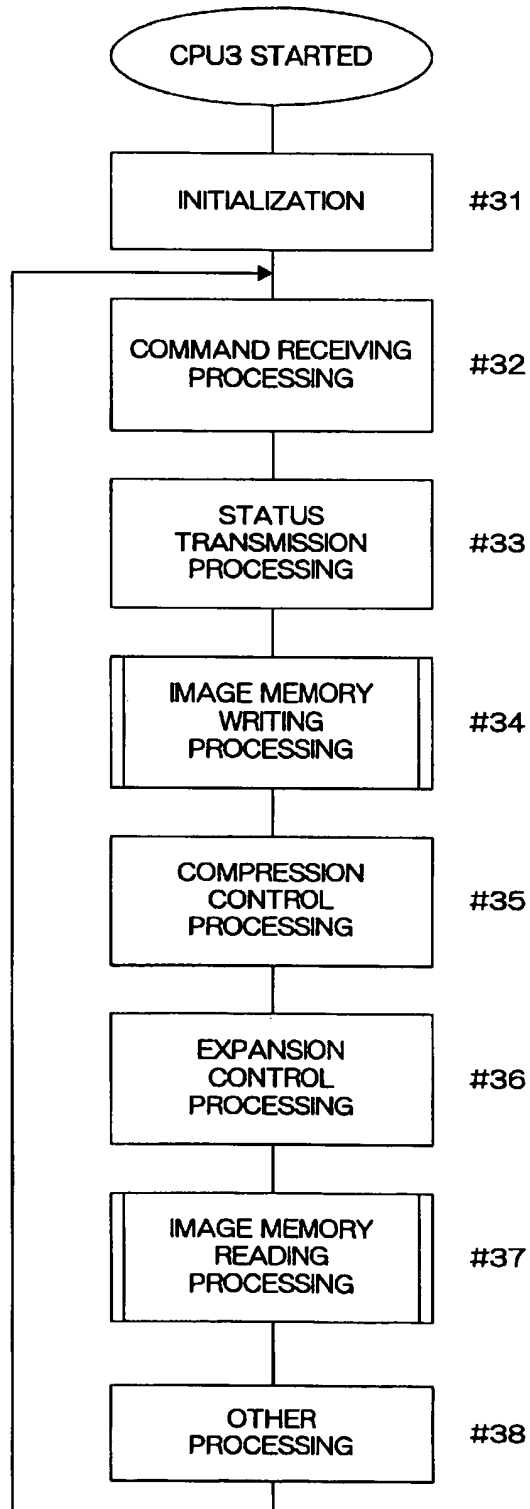 CPU3 STARTED
INITIALIZATION
#31
COMMAND RECEIVING
PROCESSING
#32
STATUS
TRANSMISSION
PROCESSING
#33
IMAGE MEMORY
WRITING
PROCESSING
#34
COMPRESSION
CONTROL
PROCESSING
#35
EXPANSION
CONTROL
PROCESSING
#36
IMAGE MEMORY
READING
PROCESSING
#37
OTHER
PROCESSING
#38